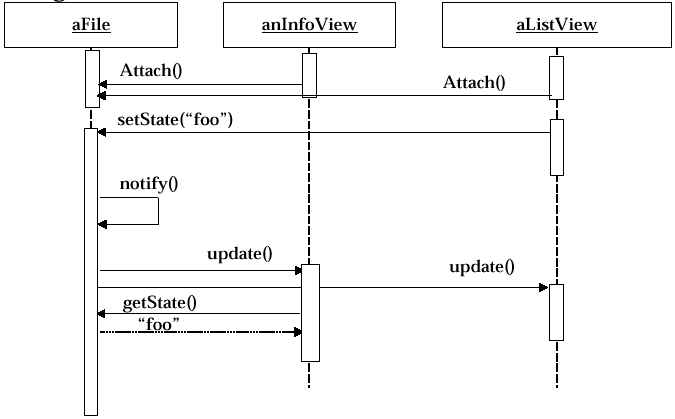 aFile
anInfoView
aListView
Attach()
Attach()
setState(“foo”)
notify()
update()
update()
getState()
“foo”